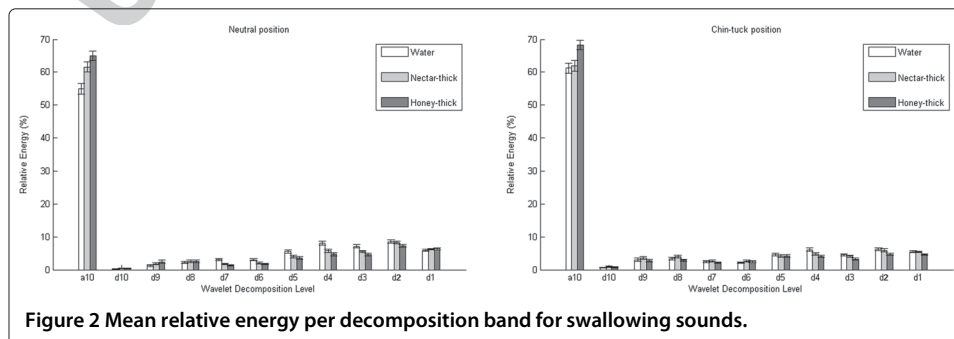 Neutral position
70
60
50
40
30
20
10
0
Relative Energy (%)
Water
Nectar-thick
Honey-thick
a10 d10 d9 d8 d7 d6 d5 d4 d3 d2 d1
Wavelet Decomposition Level
Chin-tuck position
70
60
50
40
30
20
10
0
Relative Energy (%)
Water
Nectar-thick
Honey-thick
a10 d10 d9 d8 d7 d6 d5 d4 d3 d2 d1
Wavelet Decomposition Level
Figure 2 Mean relative energy per decomposition band for swallowing sounds.